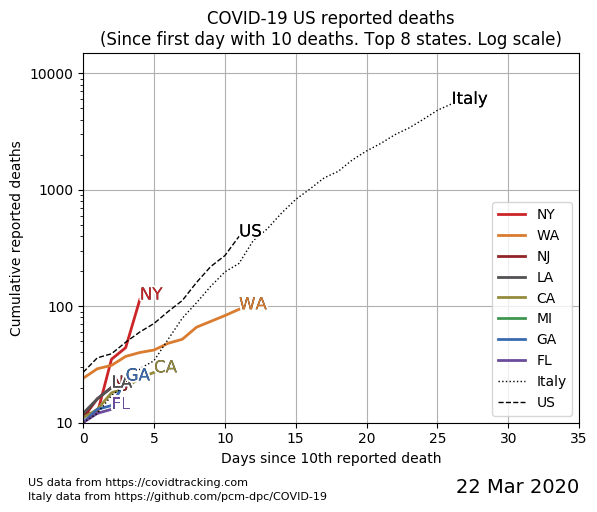 COVID-19 US reported deaths
(Since first day with 10 deaths. Top 8 states. Log scale)
Cumulative reported deaths
10000
1000
100
10
Italy
US
NY
WA
CA
GA
LA
FL
NY
WA
NJ
LA
CA
MI
GA
FL
Italy
US
0 5 10 15 20 25 30 35
Days since 10th reported death
US data from https://covidtracking.com
Italy data from https://github.com/pcm-dpc/COVID-19
22 Mar 2020